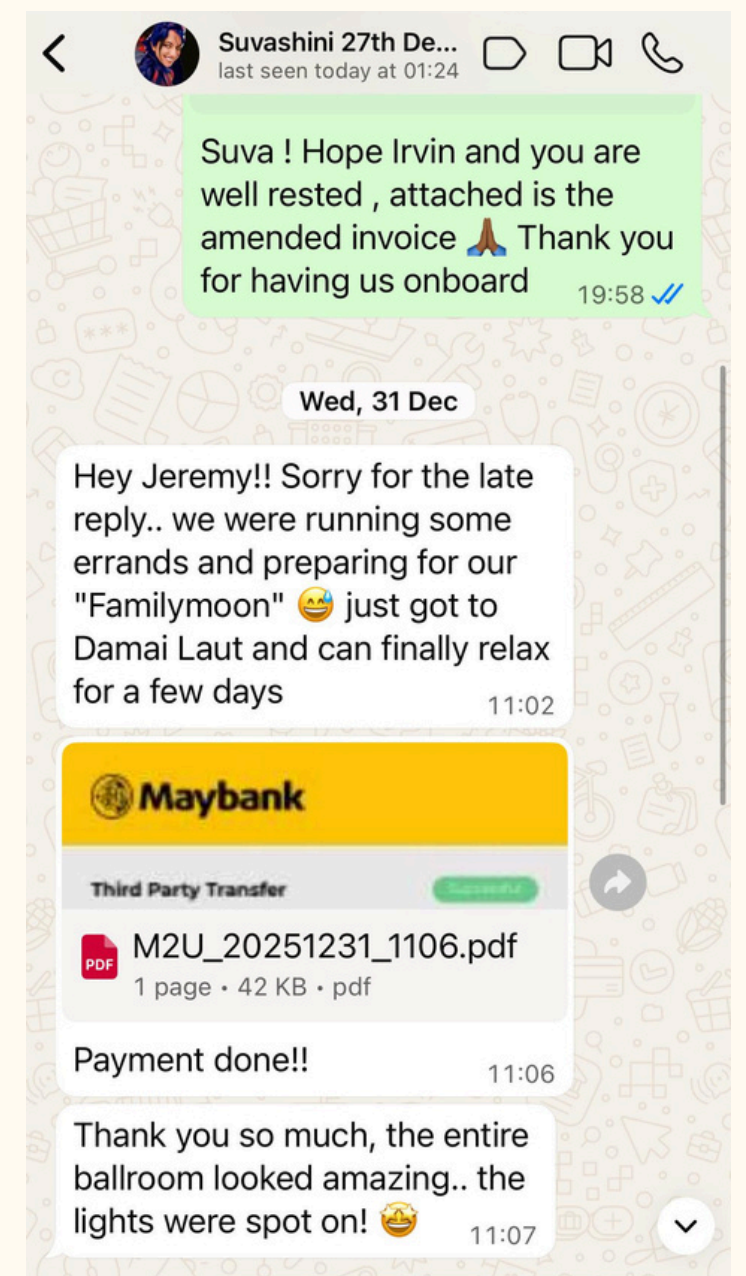 Suvashini 27th De...
last seen today at 01:24
Suva ! Hope Irvin and you are
well rested , attached is the
amended invoice 🙏🏾 Thank you
for having us onboard
19:58
Wed, 31 Dec
Hey Jeremy!! Sorry for the late
reply.. we were running some
errands and preparing for our
"Familymoon" 😅 just got to
Damai Laut and can finally relax
for a few days
11:02
Maybank
Third Party Transfer
Successful
PDF
M2U_20251231_1106.pdf
1 page • 42 KB • pdf
Payment done!!
11:06
Thank you so much, the entire
ballroom looked amazing.. the
lights were spot on! 🤩
11:07